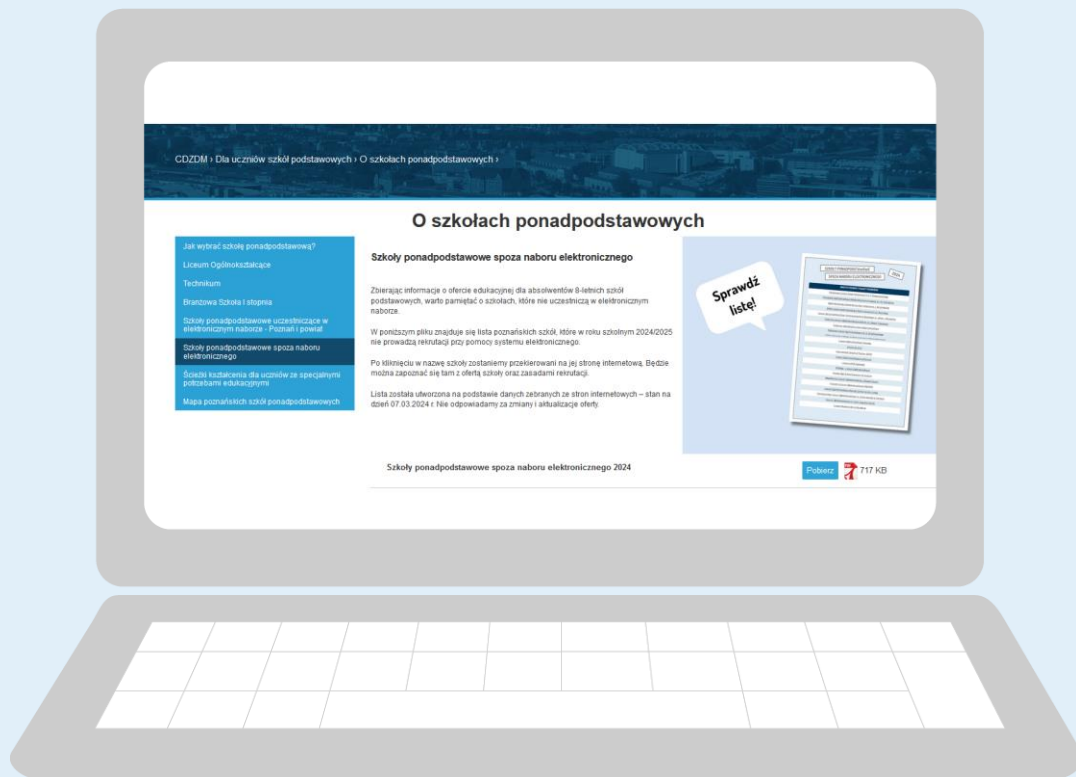 CDZDM › Dla uczniów szkół podstawowych › O szkołach ponadpodstawowych ›
O szkołach ponadpodstawowych
Jak wybrać szkołę ponadpodstawową?
Liceum Ogólnokształcące
Technikum
Branżowa Szkoła I stopnia
Szkoły ponadpodstawowe uczestniczące w
elektronicznym naborze - Poznań i powiat
Szkoły ponadpodstawowe spoza naboru
elektronicznego
Ścieżki kształcenia dla uczniów ze specjalnymi
potrzebami edukacyjnymi
Mapa poznańskich szkół ponadpodstawowych
Szkoły ponadpodstawowe spoza naboru elektronicznego
Zbierając informacje o ofercie edukacyjnej dla absolwentów 8-letnich szkół
podstawowych, warto pamiętać o szkołach, które nie uczestniczą w elektronicznym
naborze.
W poniższym pliku znajduje się lista poznańskich szkół, które w roku szkolnym 2024/2025
nie prowadzą rekrutacji przy pomocy systemu elektronicznego.
Po kliknięciu w nazwę szkoły zostaniemy przekierowani na jej stronę internetową. Będzie
można zapoznać się tam z ofertą szkoły oraz zasadami rekrutacji.
Lista została utworzona na podstawie danych zebranych ze stron internetowych – stan na
dzień 07.03.2024 r. Nie odpowiadamy za zmiany i aktualizacje oferty.
Sprawdź
listę!
2024
Szkoły ponadpodstawowe spoza naboru elektronicznego 2024
Pobierz
717 KB